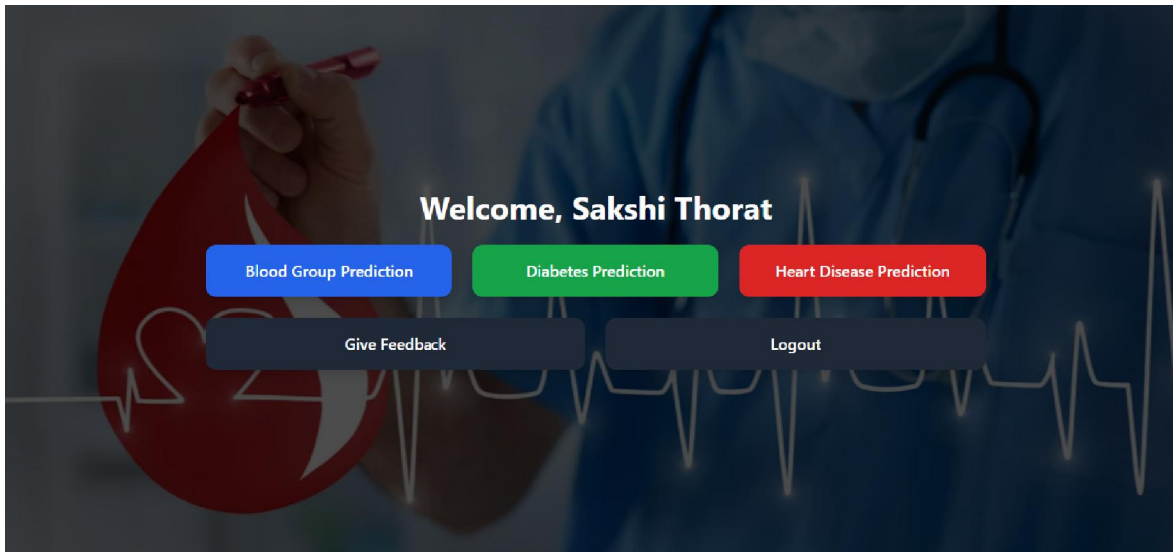 Welcome, Sakshi Thorat
Blood Group Prediction
Diabetes Prediction
Heart Disease Prediction
Give Feedback
Logout